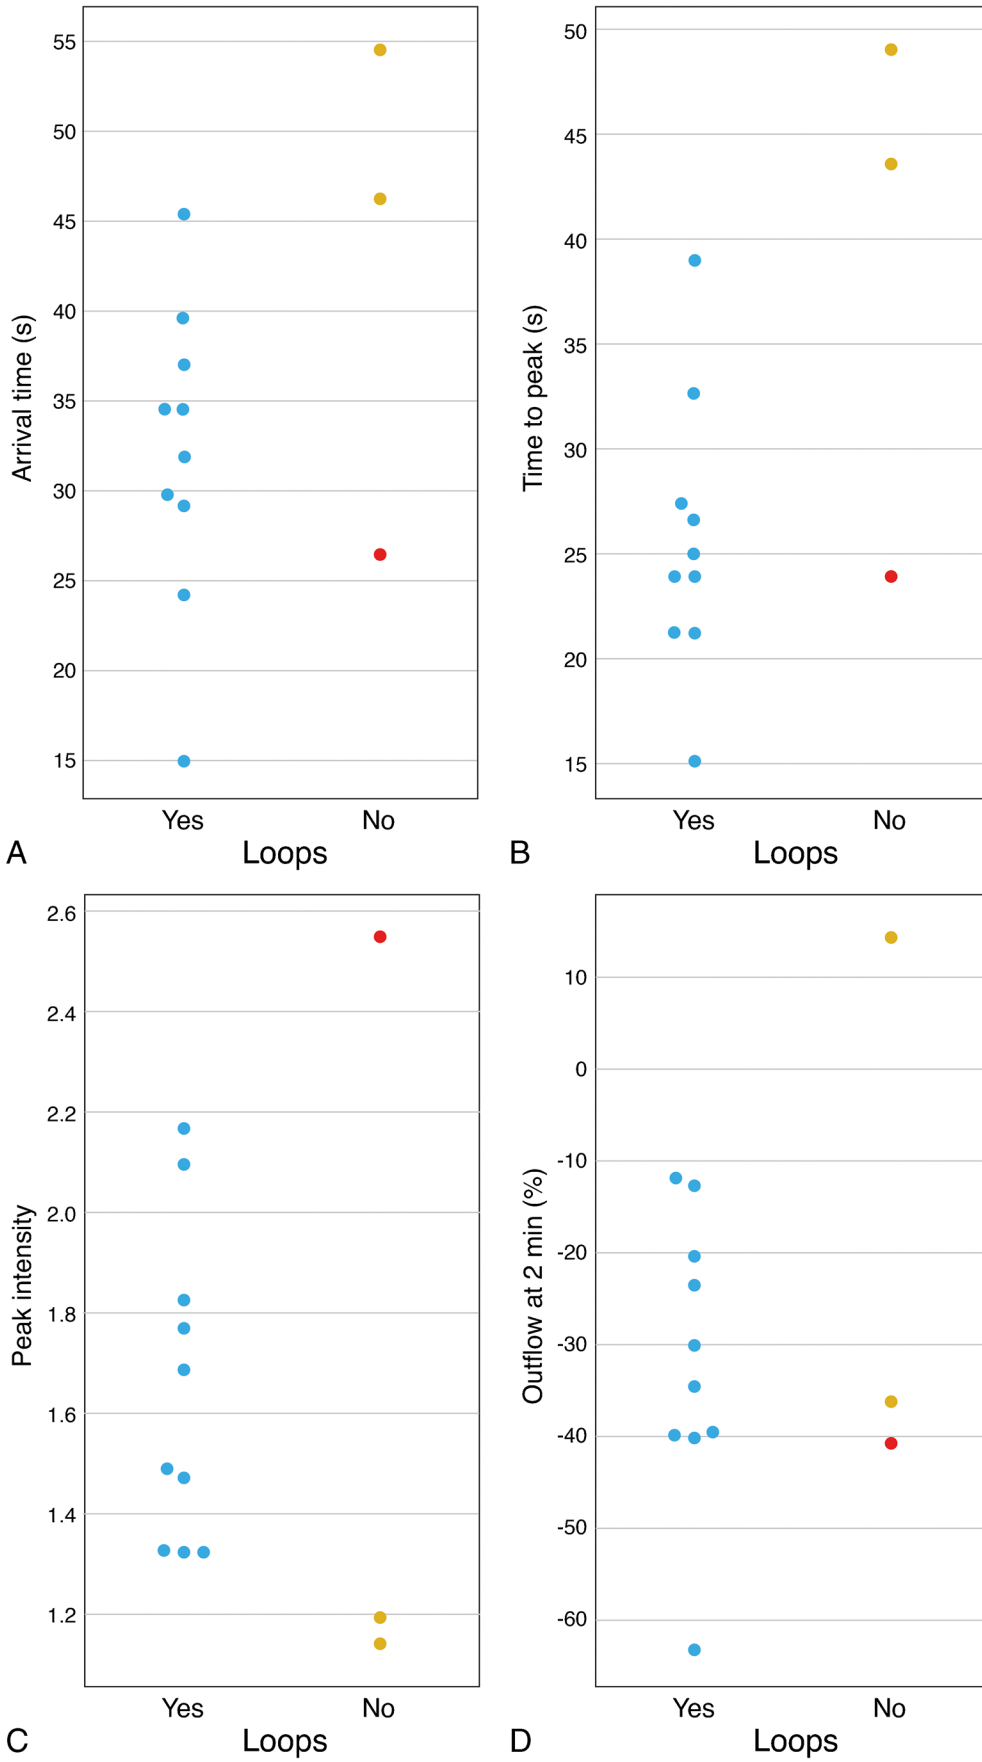 55
50
45
40
35
30
25
20
15
Arrival time (s)
Yes No
Loops
A
50
45
40
35
30
25
20
15
Time to peak (s)
Yes No
Loops
B
2.6
2.4
2.2
2.0
1.8
1.6
1.4
1.2
Peak intensity
Yes No
Loops
C
10
0
-10
-20
-30
-40
-50
-60
Outflow at 2 min (%)
Yes No
Loops
D